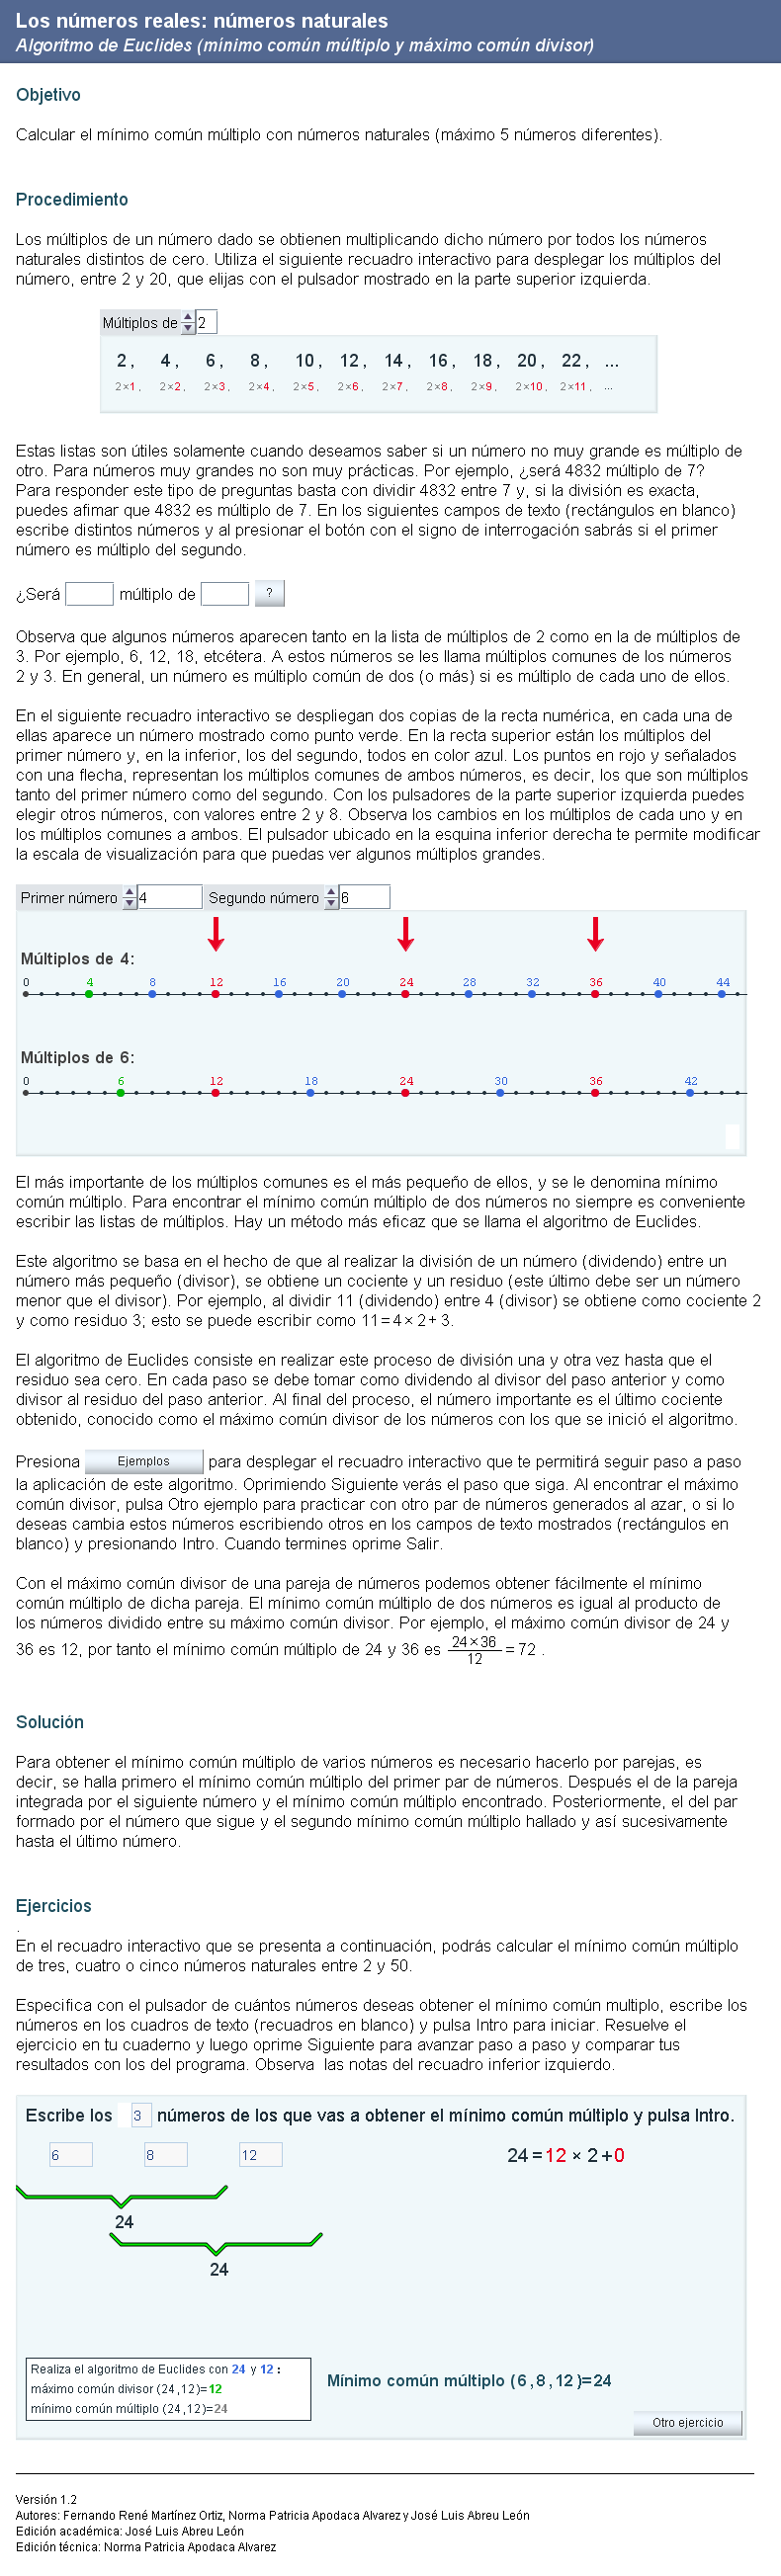 Los números reales: números naturales
Algoritmo de Euclides (mínimo común múltiplo y máximo común divisor)
Objetivo
Calcular el mínimo común múltiplo con números naturales (máximo 5 números diferentes).
Procedimiento
Los múltiplos de un número dado se obtienen multiplicando dicho número por todos los números
naturales distintos de cero. Utiliza el siguiente recuadro interactivo para desplegar los múltiplos del
número, entre 2 y 20, que elijas con el pulsador mostrado en la parte superior izquierda.
Múltiplos de 2
2 , 4 , 6 , 8 , 10 , 12 , 14 , 16 , 18 , 20 , 22 , ...
2×1 , 2×2 , 2×3 , 2×4 , 2×5 , 2×6 , 2×7 , 2×8 , 2×9 , 2×10 , 2×11 , ...
Estas listas son útiles solamente cuando deseamos saber si un número no muy grande es múltiplo de
otro. Para números muy grandes no son muy prácticas. Por ejemplo, ¿será 4832 múltiplo de 7?
Para responder este tipo de preguntas basta con dividir 4832 entre 7 y, si la división es exacta,
puedes afimar que 4832 es múltiplo de 7. En los siguientes campos de texto (rectángulos en blanco)
escribe distintos números y al presionar el botón con el signo de interrogación sabrás si el primer
número es múltiplo del segundo.
¿Será múltiplo de ?
Observa que algunos números aparecen tanto en la lista de múltiplos de 2 como en la de múltiplos de
3. Por ejemplo, 6, 12, 18, etcétera. A estos números se les llama múltiplos comunes de los números
2 y 3. En general, un número es múltiplo común de dos (o más) si es múltiplo de cada uno de ellos.
En el siguiente recuadro interactivo se despliegan dos copias de la recta numérica, en cada una de
ellas aparece un número mostrado como punto verde. En la recta superior están los múltiplos del
primer número y, en la inferior, los del segundo, todos en color azul. Los puntos en rojo y señalados
con una flecha, representan los múltiplos comunes de ambos números, es decir, los que son múltiplos
tanto del primer número como del segundo. Con los pulsadores de la parte superior izquierda puedes
elegir otros números, con valores entre 2 y 8. Observa los cambios en los múltiplos de cada uno y en
los múltiplos comunes a ambos. El pulsador ubicado en la esquina inferior derecha te permite modificar
la escala de visualización para que puedas ver algunos múltiplos grandes.
Primer número 4 Segundo número 6
Múltiplos de 4:
0 4 8 12 16 20 24 28 32 36 40 44
Múltiplos de 6:
0 6 12 18 24 30 36 42
El más importante de los múltiplos comunes es el más pequeño de ellos, y se le denomina mínimo
común múltiplo. Para encontrar el mínimo común múltiplo de dos números no siempre es conveniente
escribir las listas de múltiplos. Hay un método más eficaz que se llama el algoritmo de Euclides.
Este algoritmo se basa en el hecho de que al realizar la división de un número (dividendo) entre un
número más pequeño (divisor), se obtiene un cociente y un residuo (este último debe ser un número
menor que el divisor). Por ejemplo, al dividir 11 (dividendo) entre 4 (divisor) se obtiene como cociente 2
y como residuo 3; esto se puede escribir como 11=4×2+3.
El algoritmo de Euclides consiste en realizar este proceso de división una y otra vez hasta que el
residuo sea cero. En cada paso se debe tomar como dividendo al divisor del paso anterior y como
divisor al residuo del paso anterior. Al final del proceso, el número importante es el último cociente
obtenido, conocido como el máximo común divisor de los números con los que se inició el algoritmo.
Presiona Ejemplos para desplegar el recuadro interactivo que te permitirá seguir paso a paso
la aplicación de este algoritmo. Oprimiendo Siguiente verás el paso que siga. Al encontrar el máximo
común divisor, pulsa Otro ejemplo para practicar con otro par de números generados al azar, o si lo
deseas cambia estos números escribiendo otros en los campos de texto mostrados (rectángulos en
blanco) y presionando Intro. Cuando termines oprime Salir.
Con el máximo común divisor de una pareja de números podemos obtener fácilmente el mínimo
común múltiplo de dicha pareja. El mínimo común múltiplo de dos números es igual al producto de
los números dividido entre su máximo común divisor. Por ejemplo, el máximo común divisor de 24 y
36 es 12, por tanto el mínimo común múltiplo de 24 y 36 es 24×36/12 = 72 .
Solución
Para obtener el mínimo común múltiplo de varios números es necesario hacerlo por parejas, es
decir, se halla primero el mínimo común múltiplo del primer par de números. Después el de la pareja
integrada por el siguiente número y el mínimo común múltiplo encontrado. Posteriormente, el del par
formado por el número que sigue y el segundo mínimo común múltiplo hallado y así sucesivamente
hasta el último número.
Ejercicios
.
En el recuadro interactivo que se presenta a continuación, podrás calcular el mínimo común múltiplo
de tres, cuatro o cinco números naturales entre 2 y 50.
Especifica con el pulsador de cuántos números deseas obtener el mínimo común multiplo, escribe los
números en los cuadros de texto (recuadros en blanco) y pulsa Intro para iniciar. Resuelve el
ejercicio en tu cuaderno y luego oprime Siguiente para avanzar paso a paso y comparar tus
resultados con los del programa. Observa las notas del recuadro inferior izquierdo.
Escribe los 3 números de los que vas a obtener el mínimo común múltiplo y pulsa Intro.
6 8 12 24=12 × 2+0
24
24
Realiza el algoritmo de Euclides con 24 y 12 :
máximo común divisor (24,12)=12
mínimo común múltiplo (24,12)=24
Mínimo común múltiplo (6,8,12)=24
Otro ejercicio
Versión 1.2
Autores: Fernando René Martínez Ortiz, Norma Patricia Apodaca Alvarez y José Luis Abreu León
Edición académica: José Luis Abreu León
Edición técnica: Norma Patricia Apodaca Alvarez